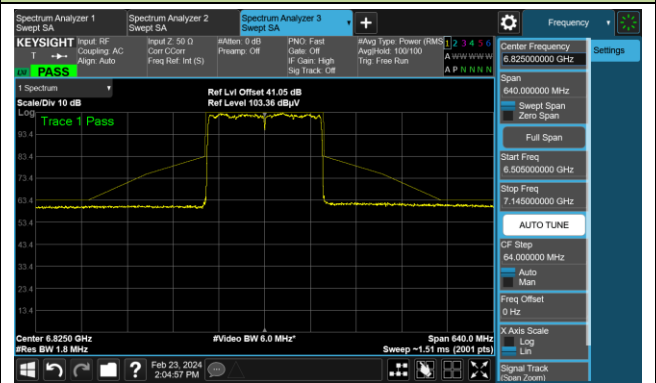 Spectrum Analyzer 1
Swept SA
Spectrum Analyzer 2
Swept SA
Spectrum Analyzer 3
Swept SA
Frequency
KEYSIGHT
Input: RF
Coupling: AC
Align: Auto
Input Z: 50 Ω
Corr CCorr
Freq Ref: Int (S)
#Atten: 0 dB
Preamp: Off
PNO: Fast
Gate: Off
IF Gain: High
Sig Track: Off
#Avg Type: Power (RMS
Avg|Hold: 100/100
Trig: Free Run
1 2 3 4 5 6
A W W W W W
A P N N N N
T
PASS
1 Spectrum
Scale/Div 10 dB
Ref Lvl Offset 41.05 dB
Ref Level 103.36 dBµV
Log
Trace 1 Pass
93.4
83.4
73.4
63.4
53.4
43.4
33.4
23.4
13.4
Center 6.8250 GHz
#Res BW 1.8 MHz
#Video BW 6.0 MHz*
Span 640.0 MHz
Sweep ~1.51 ms (2001 pts)
Feb 23, 2024
2:04:57 PM
Center Frequency
6.825000000 GHz
Settings
Span
640.000000 MHz
Swept Span
Zero Span
Full Span
Start Freq
6.505000000 GHz
Stop Freq
7.145000000 GHz
AUTO TUNE
CF Step
64.000000 MHz
Auto
Man
Freq Offset
0 Hz
X Axis Scale
Log
Lin
Signal Track
(Span Zoom)